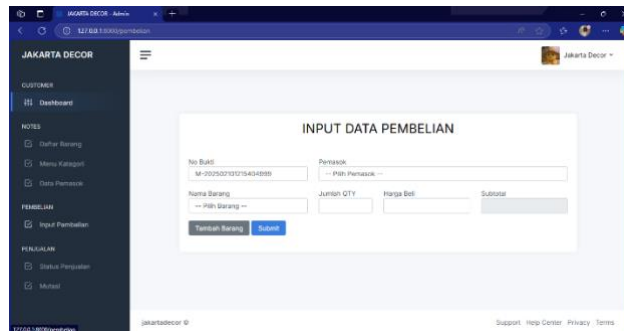 JAKARTA DECOR - Admin
127.0.0.1:8000/pembelian
JAKARTA DECOR
Jakarta Decor
CUSTOMER
Dashboard
NOTES
Daftar Barang
Menu Kategori
Data Pemasok
PEMBELIAN
Input Pembelian
PENJUALAN
Status Penjualan
Mutasi
INPUT DATA PEMBELIAN
No Bukti
Pemasok
-- Pilih Pemasok --
Nama Barang
Jumlah QTY
Harga Beli
Subtotal
-- Pilih Barang --
Tambah Barang
Submit
jakartadecor ©
Support Help Center Privacy Terms
127.0.0.1:8000/pembelian